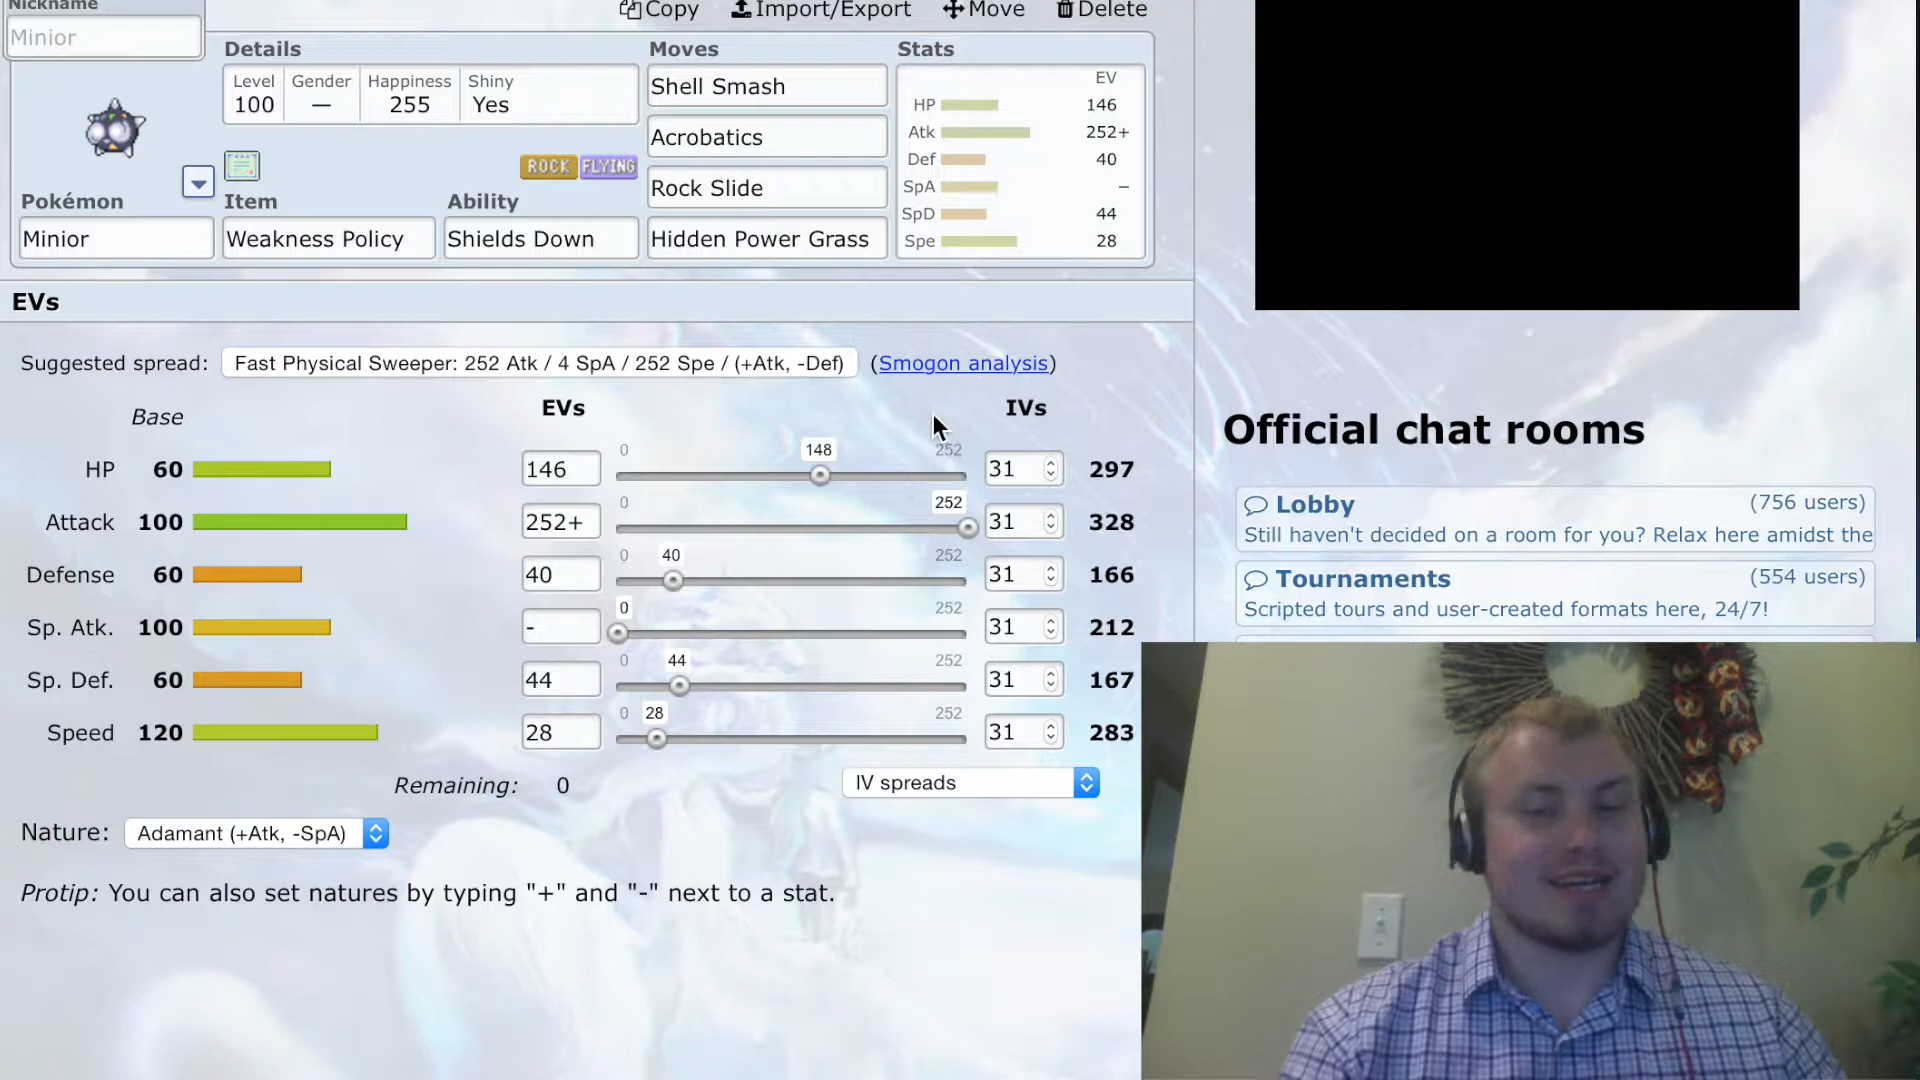 Nickname
Minior
Copy Import/Export Move Delete
Details
Level Gender Happiness Shiny
100 — 255 Yes
ROCK FLYING
Pokémon Item Ability
Minior Weakness Policy Shields Down
Moves
Shell Smash
Acrobatics
Rock Slide
Hidden Power Grass
Stats
EV
HP 146
Atk 252+
Def 40
SpA –
SpD 44
Spe 28
EVs
Suggested spread: Fast Physical Sweeper: 252 Atk / 4 SpA / 252 Spe / (+Atk, -Def) (Smogon analysis)
Base EVs IVs
0 148 252
HP 60 146 31 297
0 252
Attack 100 252+ 31 328
0 40 252
Defense 60 40 31 166
0 252
Sp. Atk. 100 - 31 212
0 44 252
Sp. Def. 60 44 31 167
0 28 252
Speed 120 28 31 283
Remaining: 0 IV spreads
Nature: Adamant (+Atk, -SpA)
Protip: You can also set natures by typing "+" and "-" next to a stat.
Official chat rooms
Lobby (756 users)
Still haven't decided on a room for you? Relax here amidst the
Tournaments (554 users)
Scripted tours and user-created formats here, 24/7!